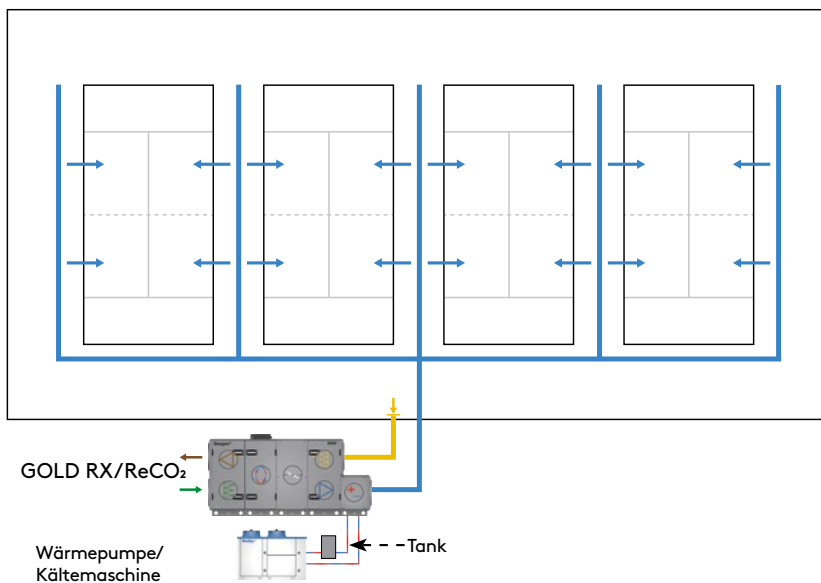 GOLD RX/ReCO₂
Tank
Wärmepumpe/
Kältemaschine